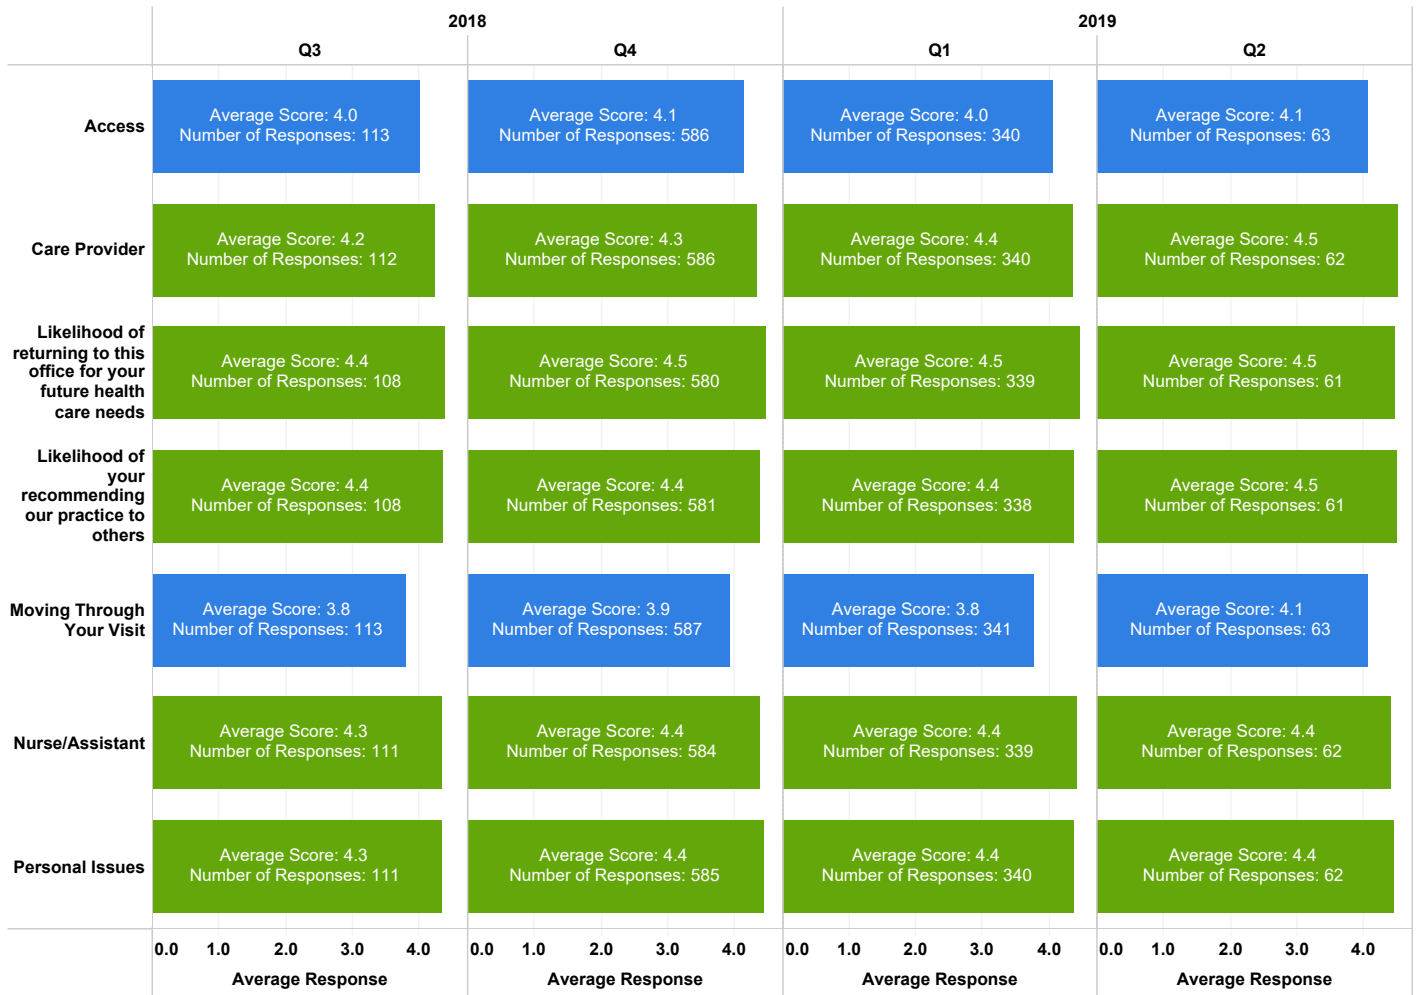 2018
2019
Q3
Q4
Q1
Q2
Access
Average Score: 4.0
Number of Responses: 113
Average Score: 4.1
Number of Responses: 586
Average Score: 4.0
Number of Responses: 340
Average Score: 4.1
Number of Responses: 63
Care Provider
Average Score: 4.2
Number of Responses: 112
Average Score: 4.3
Number of Responses: 586
Average Score: 4.4
Number of Responses: 340
Average Score: 4.5
Number of Responses: 62
Likelihood of
returning to this
office for your
future health
care needs
Average Score: 4.4
Number of Responses: 108
Average Score: 4.5
Number of Responses: 580
Average Score: 4.5
Number of Responses: 339
Average Score: 4.5
Number of Responses: 61
Likelihood of
your
recommending
our practice to
others
Average Score: 4.4
Number of Responses: 108
Average Score: 4.4
Number of Responses: 581
Average Score: 4.4
Number of Responses: 338
Average Score: 4.5
Number of Responses: 61
Moving Through
Your Visit
Average Score: 3.8
Number of Responses: 113
Average Score: 3.9
Number of Responses: 587
Average Score: 3.8
Number of Responses: 341
Average Score: 4.1
Number of Responses: 63
Nurse/Assistant
Average Score: 4.3
Number of Responses: 111
Average Score: 4.4
Number of Responses: 584
Average Score: 4.4
Number of Responses: 339
Average Score: 4.4
Number of Responses: 62
Personal Issues
Average Score: 4.3
Number of Responses: 111
Average Score: 4.4
Number of Responses: 585
Average Score: 4.4
Number of Responses: 340
Average Score: 4.4
Number of Responses: 62
0.0 1.0 2.0 3.0 4.0
0.0 1.0 2.0 3.0 4.0
0.0 1.0 2.0 3.0 4.0
0.0 1.0 2.0 3.0 4.0
Average Response
Average Response
Average Response
Average Response